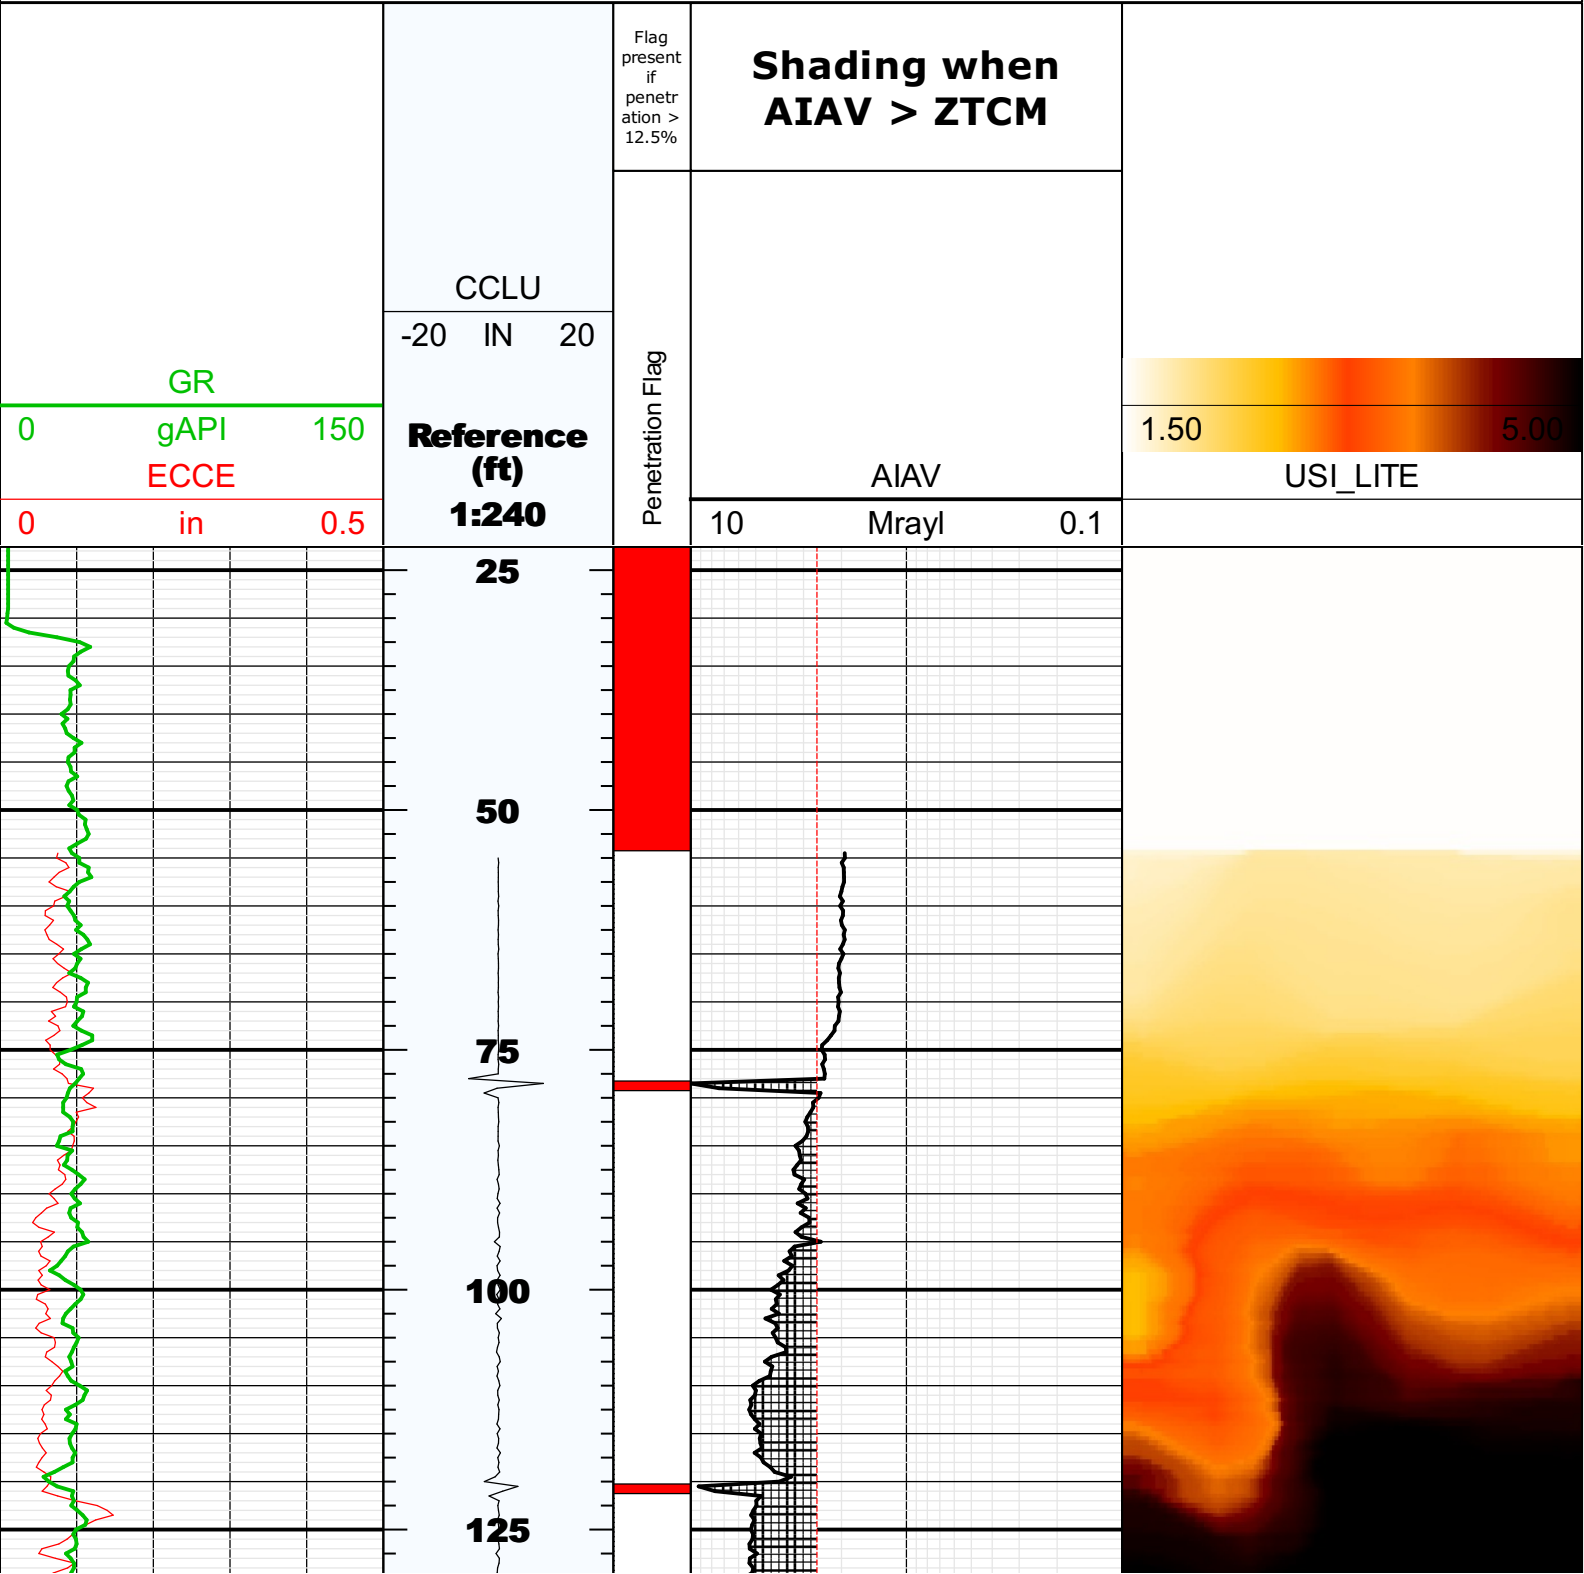 Flag
present
if
penetr
ation >
12.5%
Shading when
AIAV > ZTCM
CCLU
-20 IN 20
GR
0 gAPI 150
ECCE
0 in 0.5
Reference
(ft)
1:240
Penetration Flag
AIAV
10 Mrayl 0.1
1.50 5.00
USI_LITE
25
50
75
100
125